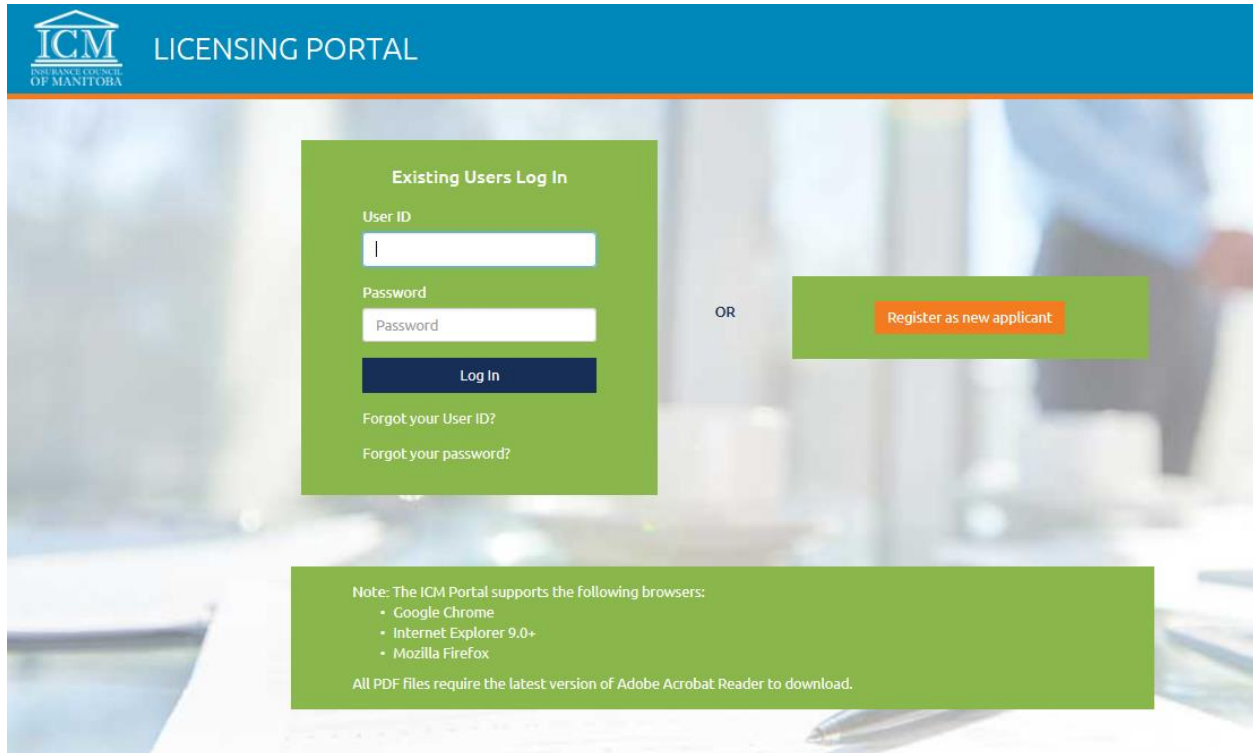 ICM
INSURANCE COUNCIL
OF MANITOBA
LICENSING PORTAL
Existing Users Log In
User ID
Password
Password
Log In
Forgot your User ID?
Forgot your password?
OR
Register as new applicant
Note: The ICM Portal supports the following browsers:
• Google Chrome
• Internet Explorer 9.0+
• Mozilla Firefox
All PDF files require the latest version of Adobe Acrobat Reader to download.